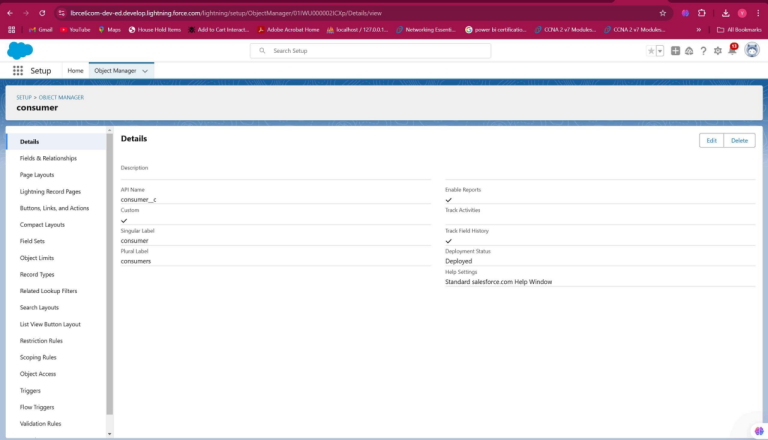 lbrce6com-dev-ed.develop.lightning.force.com/lightning/setup/ObjectManager/01IWU000002ICXp/Details/view
Gmail YouTube Maps House Hold Items Add to Cart Interact... Adobe Acrobat Home localhost / 127.0.0.1... Networking Essenti... power bi certificatio... CCNA 2 v7 Modules... CCNA 2 v7 Modules... » All Bookmarks
Search Setup
Setup Home Object Manager
SETUP > OBJECT MANAGER
consumer
Details
Fields & Relationships
Page Layouts
Lightning Record Pages
Buttons, Links, and Actions
Compact Layouts
Field Sets
Object Limits
Record Types
Related Lookup Filters
Search Layouts
List View Button Layout
Restriction Rules
Scoping Rules
Object Access
Triggers
Flow Triggers
Validation Rules
Details
Edit Delete
Description
API Name
consumer__c
Custom
Singular Label
consumer
Plural Label
consumers
Enable Reports
Track Activities
Track Field History
Deployment Status
Deployed
Help Settings
Standard salesforce.com Help Window